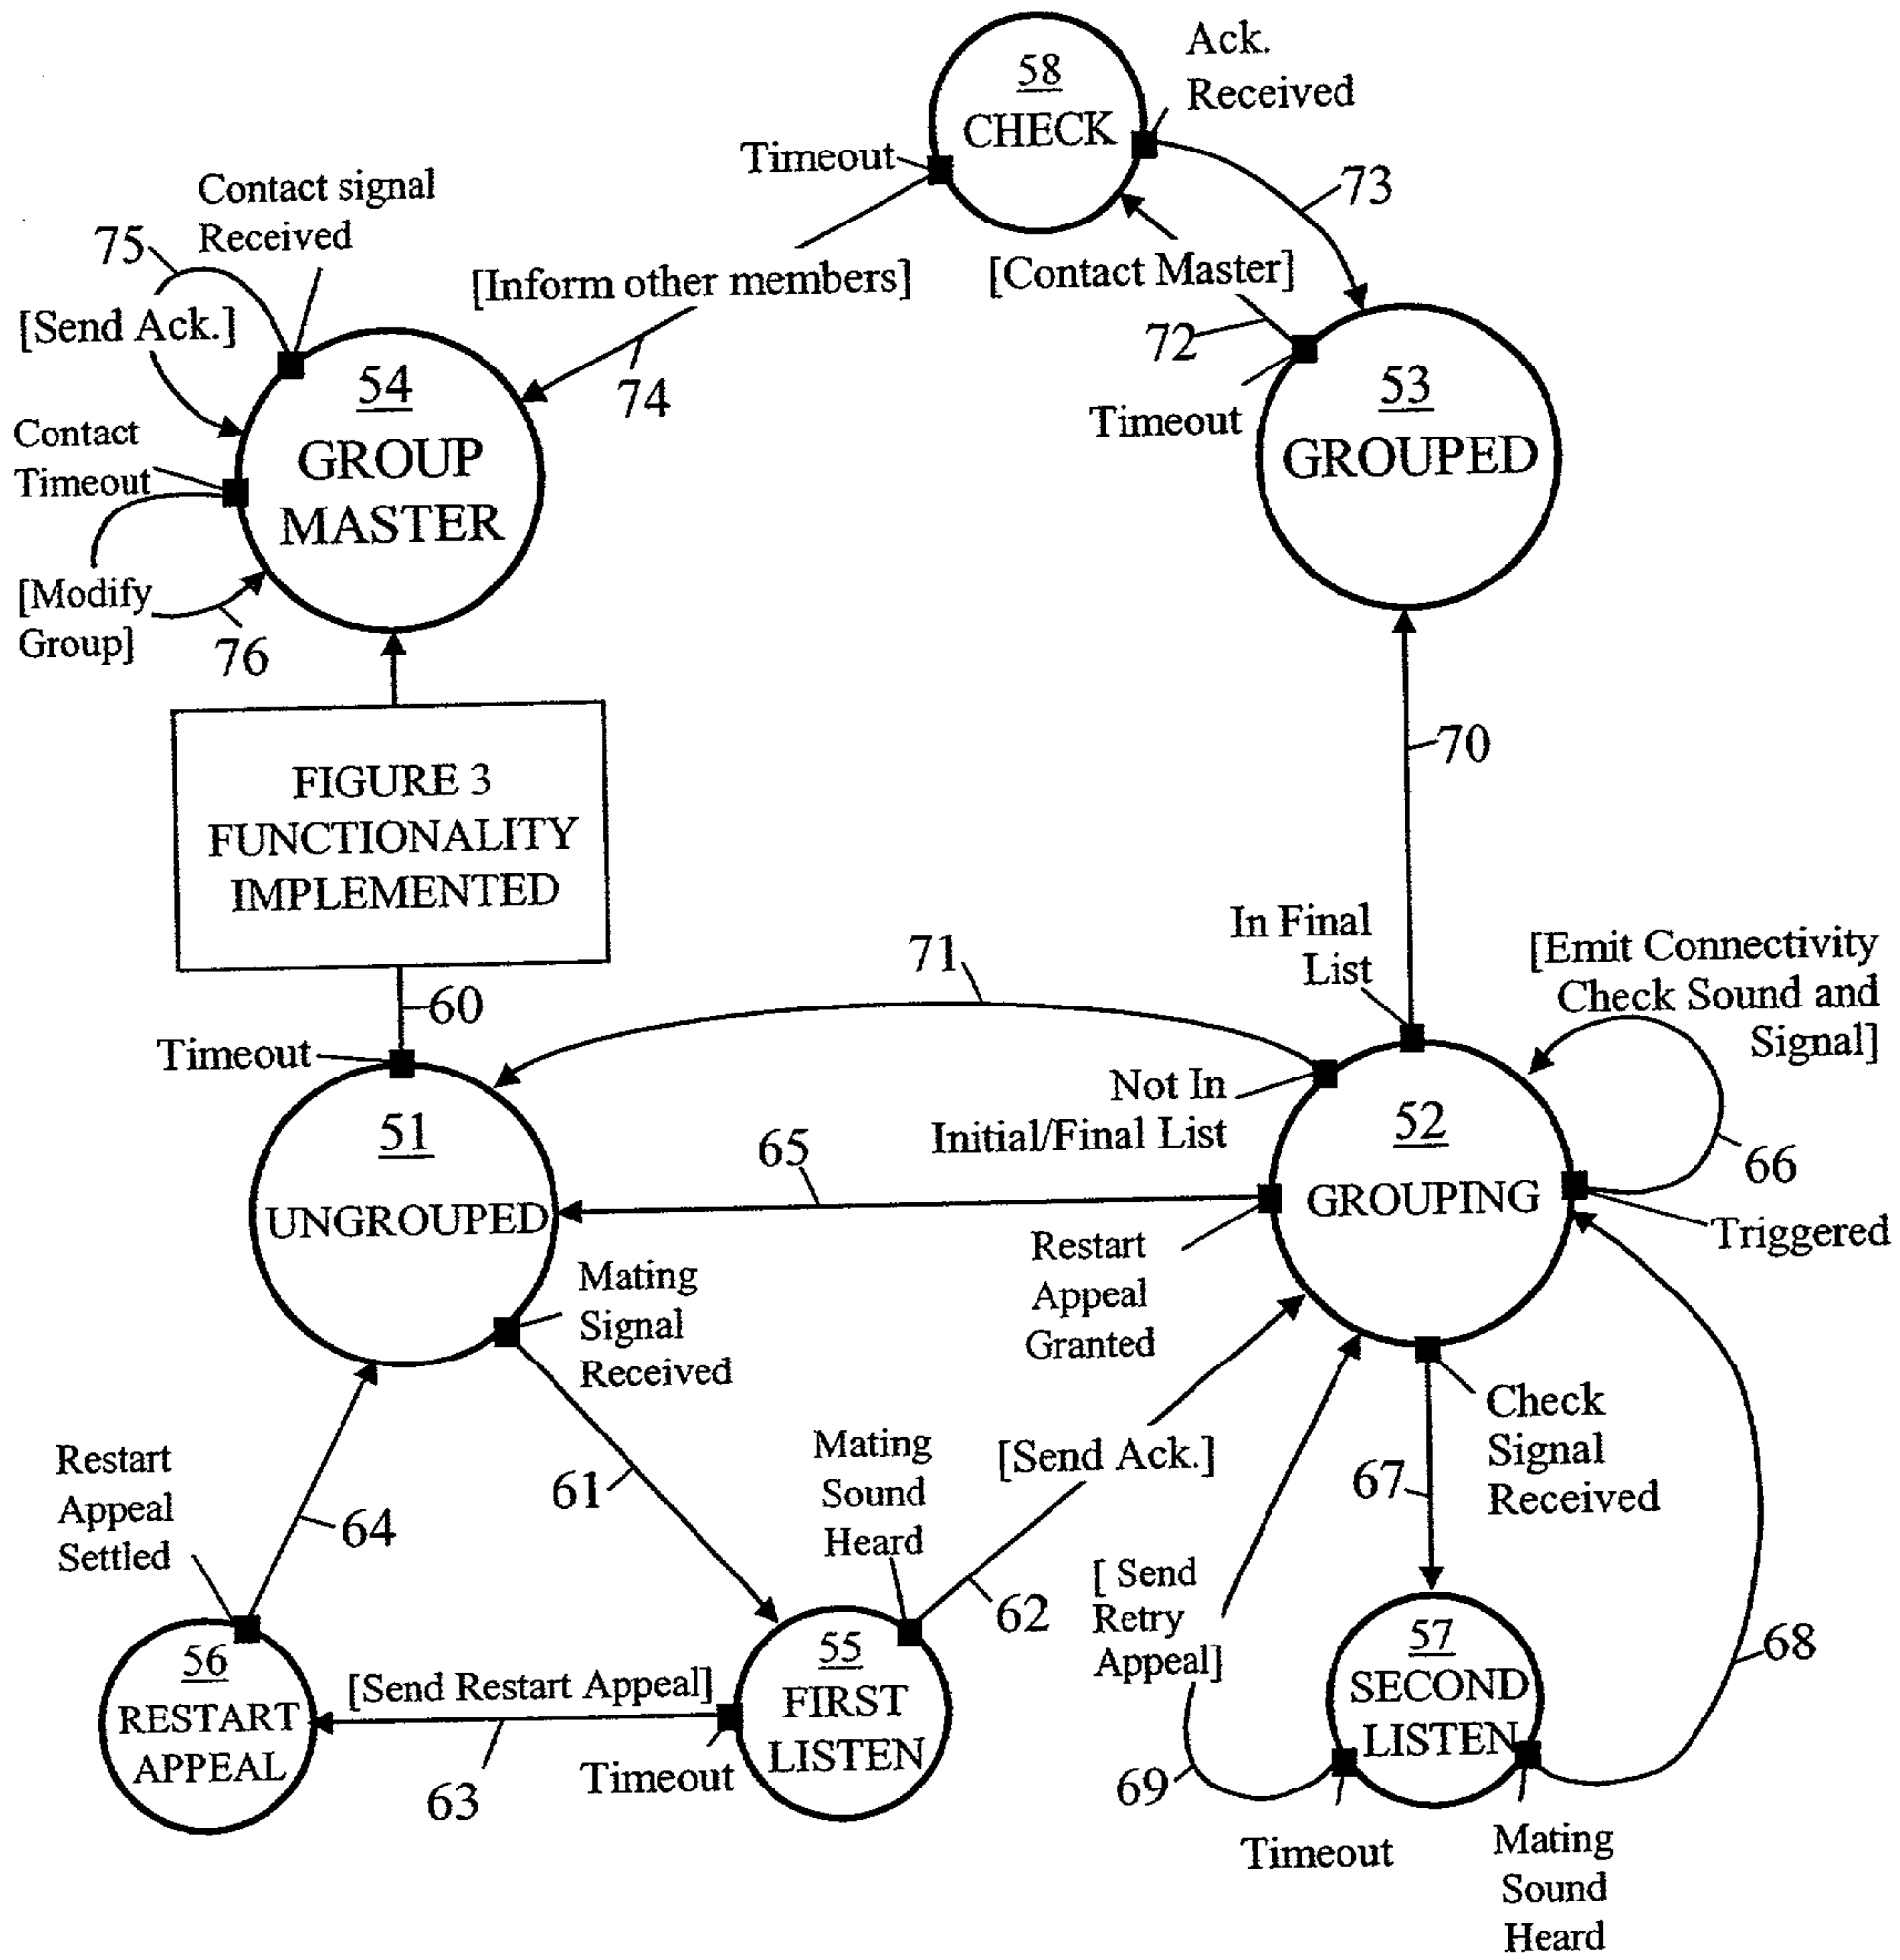 58
CHECK
Ack.
Received
Timeout
73
Contact signal
Received
75
[Send Ack.]
[Inform other members]
[Contact Master]
72
Timeout
74
54
GROUP
MASTER
53
GROUPED
Contact
Timeout
[Modify
Group]
76
FIGURE 3
FUNCTIONALITY
IMPLEMENTED
70
60
Timeout
71
In Final
List
[Emit Connectivity
Check Sound and
Signal]
Not In
Initial/Final List
51
UNGROUPED
65
52
GROUPING
66
Triggered
Restart
Appeal
Granted
Mating
Signal
Received
Check
Signal
Received
Restart
Appeal
Settled
64
61
Mating
Sound
Heard
[Send Ack.]
62
67
[ Send
Retry
Appeal]
68
56
RESTART
APPEAL
[Send Restart Appeal]
63
Timeout
55
FIRST
LISTEN
57
SECOND
LISTEN
69
Timeout
Mating
Sound
Heard